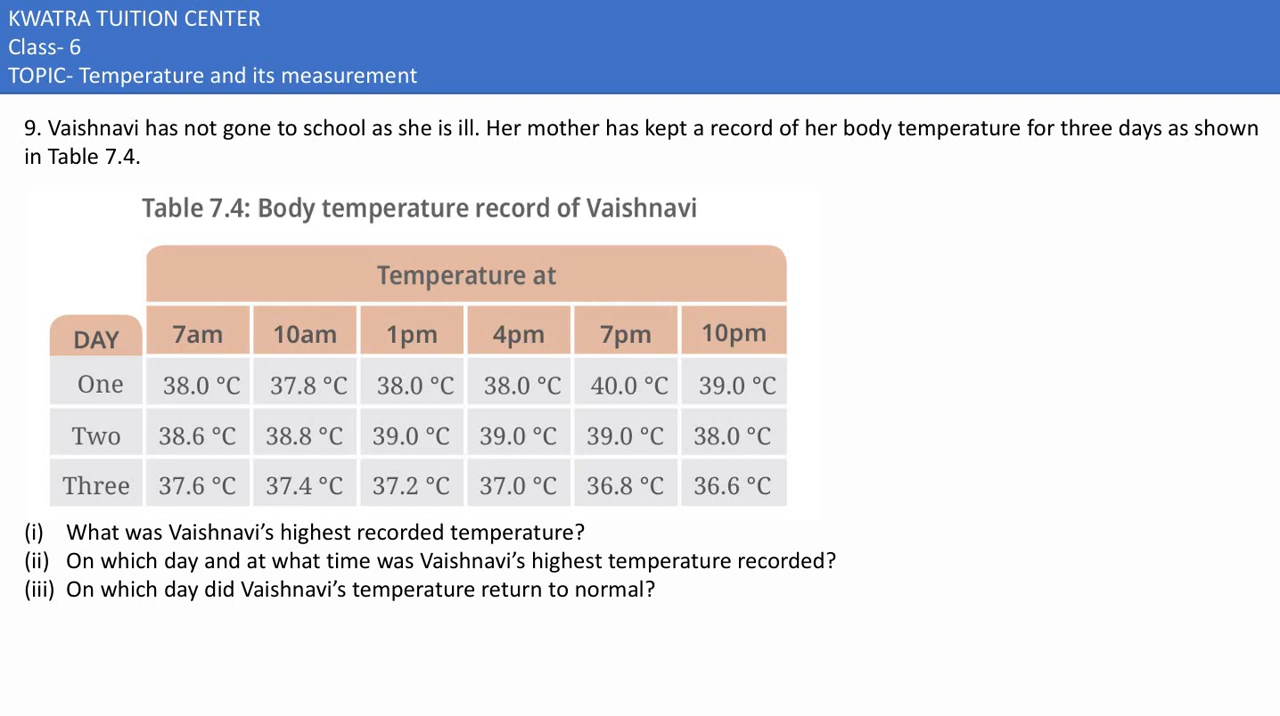 KWATRA TUITION CENTER
Class- 6
TOPIC- Temperature and its measurement
9. Vaishnavi has not gone to school as she is ill. Her mother has kept a record of her body temperature for three days as shown
in Table 7.4.
Table 7.4: Body temperature record of Vaishnavi
Temperature at
DAY 7am 10am 1pm 4pm 7pm 10pm
One 38.0 °C 37.8 °C 38.0 °C 38.0 °C 40.0 °C 39.0 °C
Two 38.6 °C 38.8 °C 39.0 °C 39.0 °C 39.0 °C 38.0 °C
Three 37.6 °C 37.4 °C 37.2 °C 37.0 °C 36.8 °C 36.6 °C
(i) What was Vaishnavi’s highest recorded temperature?
(ii) On which day and at what time was Vaishnavi’s highest temperature recorded?
(iii) On which day did Vaishnavi’s temperature return to normal?